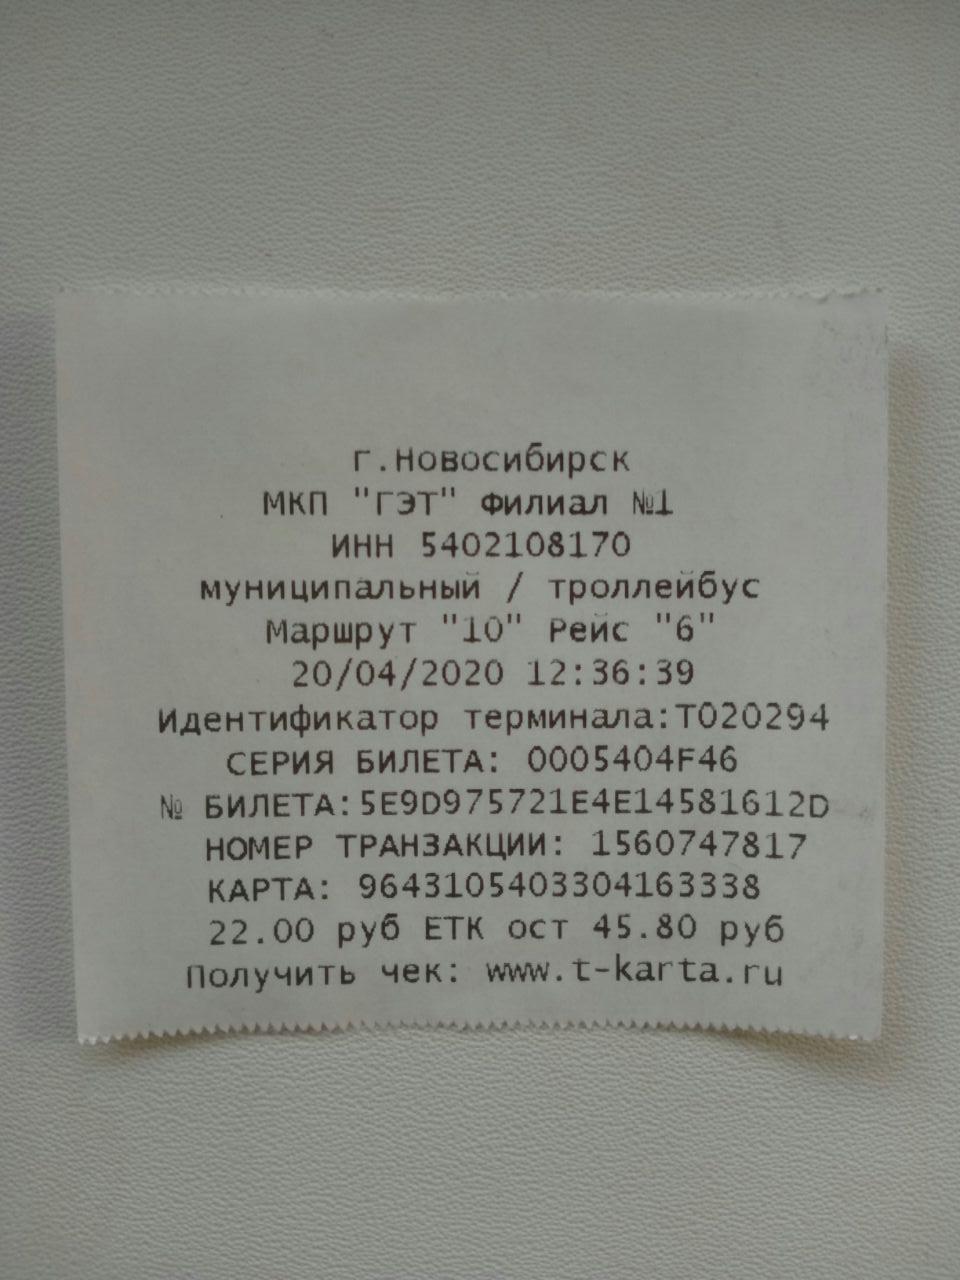 г.Новосибирск
МКП "ГЭТ" Филиал №1
ИНН 5402108170
муниципальный / троллейбус
Маршрут "10" Рейс "6"
20/04/2020 12:36:39
Идентификатор терминала:T020294
СЕРИЯ БИЛЕТА: 0005404F46
№ БИЛЕТА:5E9D975721E4E14581612D
НОМЕР ТРАНЗАКЦИИ: 1560747817
КАРТА: 9643105403304163338
22.00 руб ЕТК ост 45.80 руб
Получить чек: www.t-karta.ru